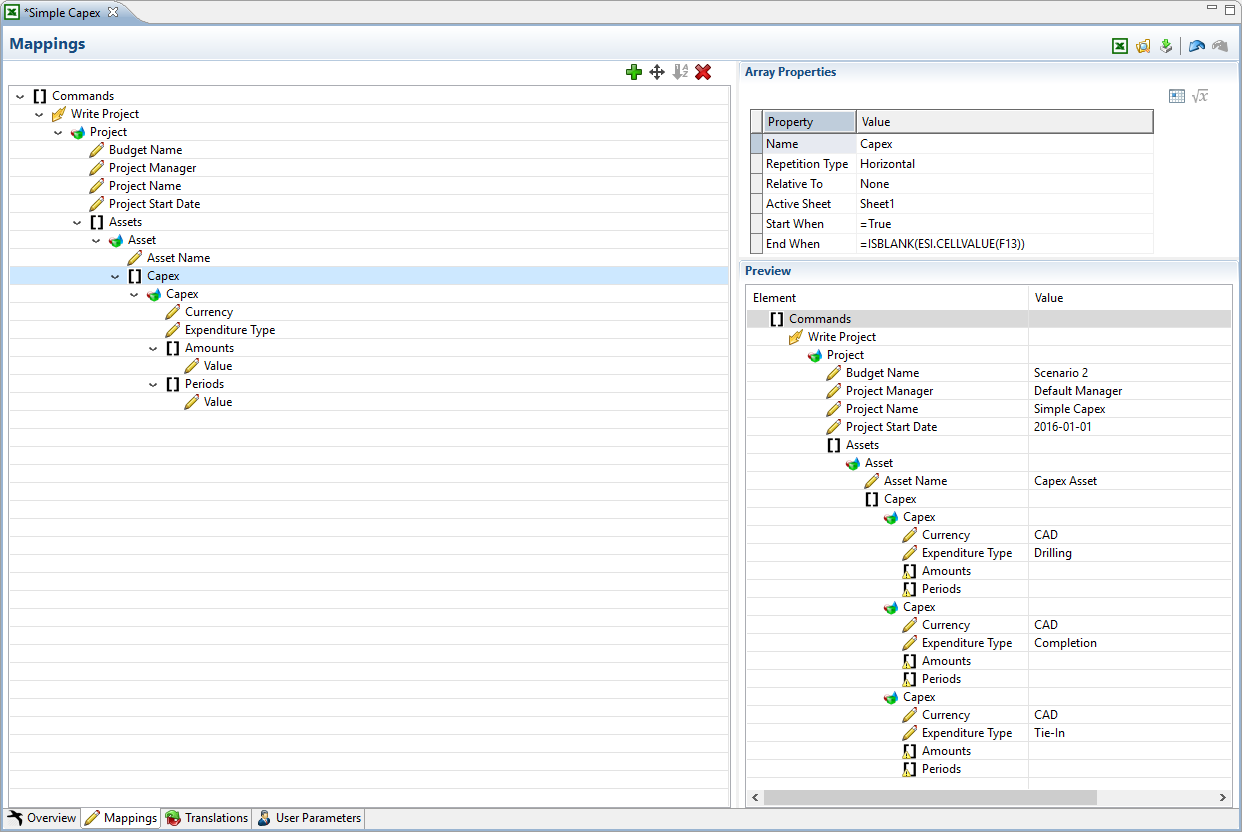 *Simple Capex
Mappings
Commands
Write Project
Project
Budget Name
Project Manager
Project Name
Project Start Date
Assets
Asset
Asset Name
Capex
Capex
Currency
Expenditure Type
Amounts
Value
Periods
Value
Array Properties
Property Value
Name Capex
Repetition Type Horizontal
Relative To None
Active Sheet Sheet1
Start When =True
End When =ISBLANK(ESI.CELLVALUE(F13))
Preview
Element Value
Commands
Write Project
Project
Budget Name Scenario 2
Project Manager Default Manager
Project Name Simple Capex
Project Start Date 2016-01-01
Assets
Asset
Asset Name Capex Asset
Capex
Capex
Currency CAD
Expenditure Type Drilling
Amounts
Periods
Capex
Currency CAD
Expenditure Type Completion
Amounts
Periods
Capex
Currency CAD
Expenditure Type Tie-In
Amounts
Periods
Overview Mappings Translations User Parameters